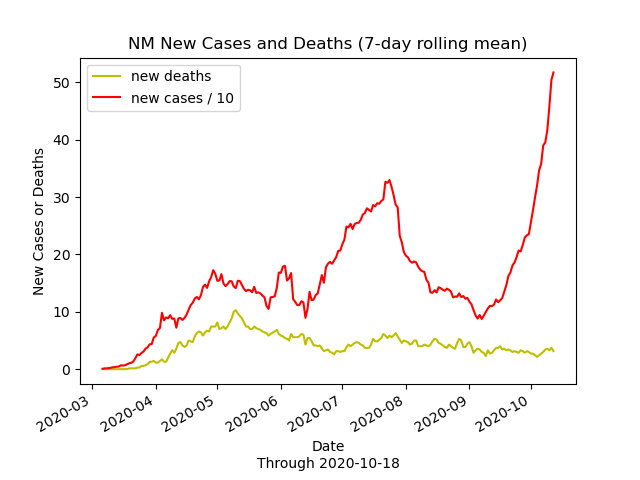 NM New Cases and Deaths (7-day rolling mean)
new deaths
new cases / 10
New Cases or Deaths
50
40
30
20
10
0
2020-03
2020-04
2020-05
2020-06
2020-07
2020-08
2020-09
2020-10
Date
Through 2020-10-18